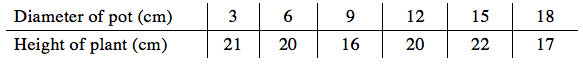 Diameter of pot (cm) 3 6 9 12 15 18
Height of plant (cm) 21 20 16 20 22 17